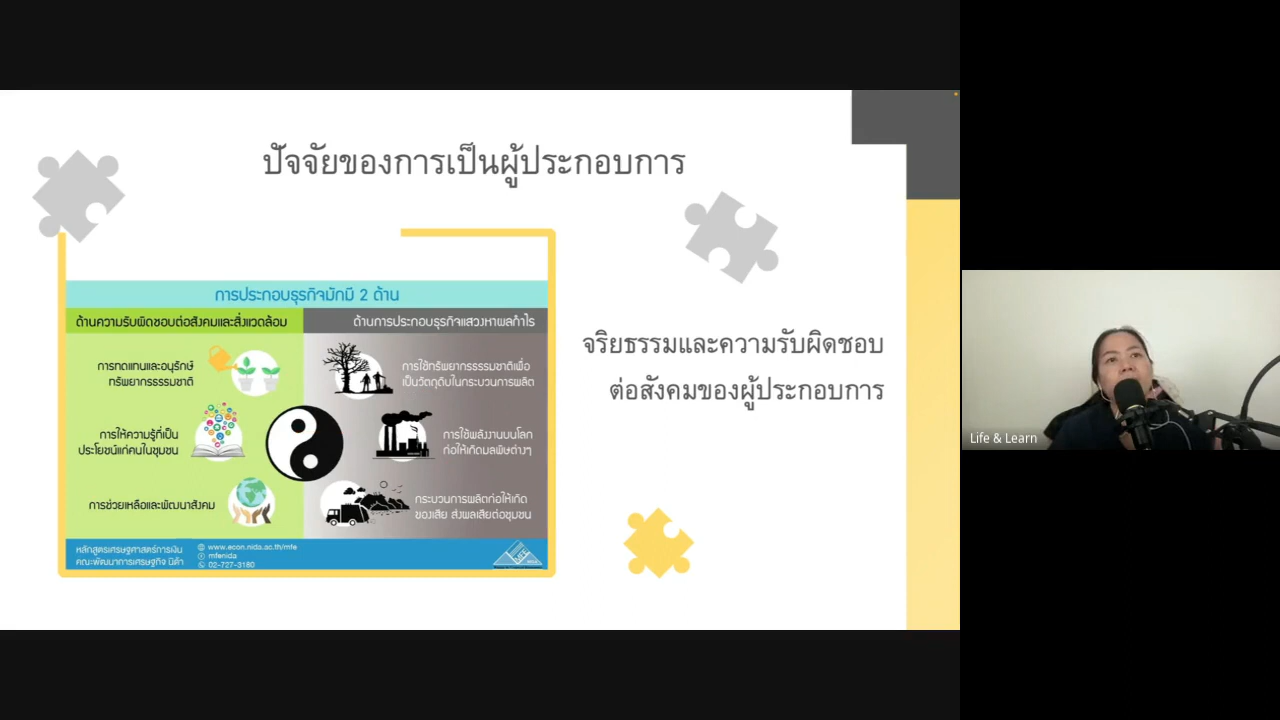 ปัจจัยของการเป็นผู้ประกอบการ
การประกอบธุรกิจมักมี 2 ด้าน
ด้านความรับผิดชอบต่อสังคมและสิ่งแวดล้อม
ด้านการประกอบธุรกิจแสวงหาผลกำไร
การทดแทนและอนุรักษ์
ทรัพยากรธรรมชาติ
การใช้ทรัพยากรธรรมชาติเพื่อ
เป็นวัตถุดิบในกระบวนการผลิต
การให้ความรู้ที่เป็น
ประโยชน์แก่คนในชุมชน
การใช้พลังงานบนโลก
ก่อให้เกิดมลพิษต่างๆ
การช่วยเหลือและพัฒนาสังคม
กระบวนการผลิตก่อให้เกิด
ของเสีย ส่งผลเสียต่อชุมชน
หลักสูตรเศรษฐศาสตร์การเงิน
คณะพัฒนาการเศรษฐกิจ นิด้า
www.econ.nida.ac.th/mfe
mfenida
02-727-3180
จริยธรรมและความรับผิดชอบ
ต่อสังคมของผู้ประกอบการ
Life & Learn